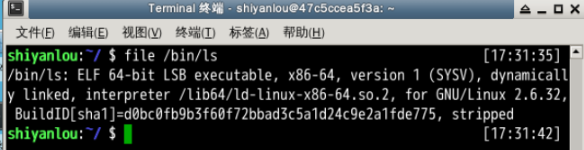 Terminal 终端 - shiyanlou@47c5ccea5f3a: ~
文件(F) 编辑(E) 视图(V) 终端(T) 标签(A) 帮助(H)
shiyanlou:~/ $ file /bin/ls [17:31:35]
/bin/ls: ELF 64-bit LSB executable, x86-64, version 1 (SYSV), dynamicall
y linked, interpreter /lib64/ld-linux-x86-64.so.2, for GNU/Linux 2.6.32,
BuildID[sha1]=d0bc0fb9b3f60f72bbad3c5a1d24c9e2a1fde775, stripped
shiyanlou:~/ $ [17:31:42]